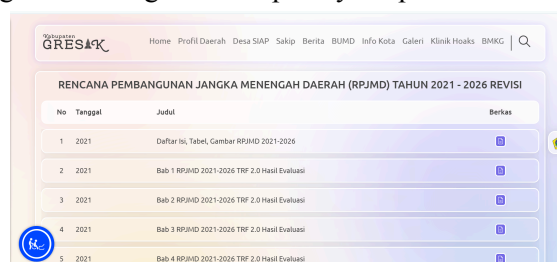 Kabupaten
GRESIK
Home Profil Daerah Desa SIAP Sakip Berita BUMD Info Kota Galeri Klinik Hoaks BMKG
RENCANA PEMBANGUNAN JANGKA MENENGAH DAERAH (RPJMD) TAHUN 2021 - 2026 REVISI
No Tanggal Judul Berkas
1 2021 Daftar Isi, Tabel, Gambar RPJMD 2021-2026
2 2021 Bab 1 RPJMD 2021-2026 TRF 2.0 Hasil Evaluasi
3 2021 Bab 2 RPJMD 2021-2026 TRF 2.0 Hasil Evaluasi
4 2021 Bab 3 RPJMD 2021-2026 TRF 2.0 Hasil Evaluasi
5 2021 Bab 4 RPJMD 2021-2026 TRF 2.0 Hasil Evaluasi